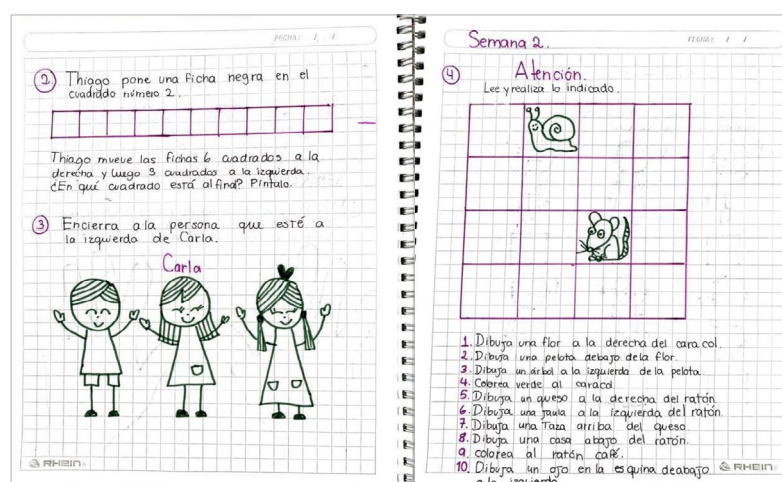 FECHA: / /
2. Thiago pone una ficha negra en el
cuadrado número 2.
Thiago mueve las fichas 6 cuadrados a la
derecha y luego 3 cuadrados a la izquierda.
¿En qué cuadrado está al final? Píntalo.
3 Encierra a la persona que esté a
la izquierda de Carla.
Carla
RHEIN
Semana 2.
FECHA: / /
4 Atención.
Lee y realiza lo indicado.
1. Dibuja una flor a la derecha del caracol.
2. Dibuja una pelota debajo de la flor.
3. Dibuja un árbol a la izquierda de la pelota.
4. Colorea verde al caracol
5. Dibuja un queso a la derecha del ratón.
6. Dibuja una jaula a la izquierda del ratón.
7. Dibuja una Taza arriba del queso.
8. Dibuja una casa abajo del ratón.
9. colorea al ratón café.
10. Dibuja un ojo en la esquina deabajo
a la izquierda
RHEIN